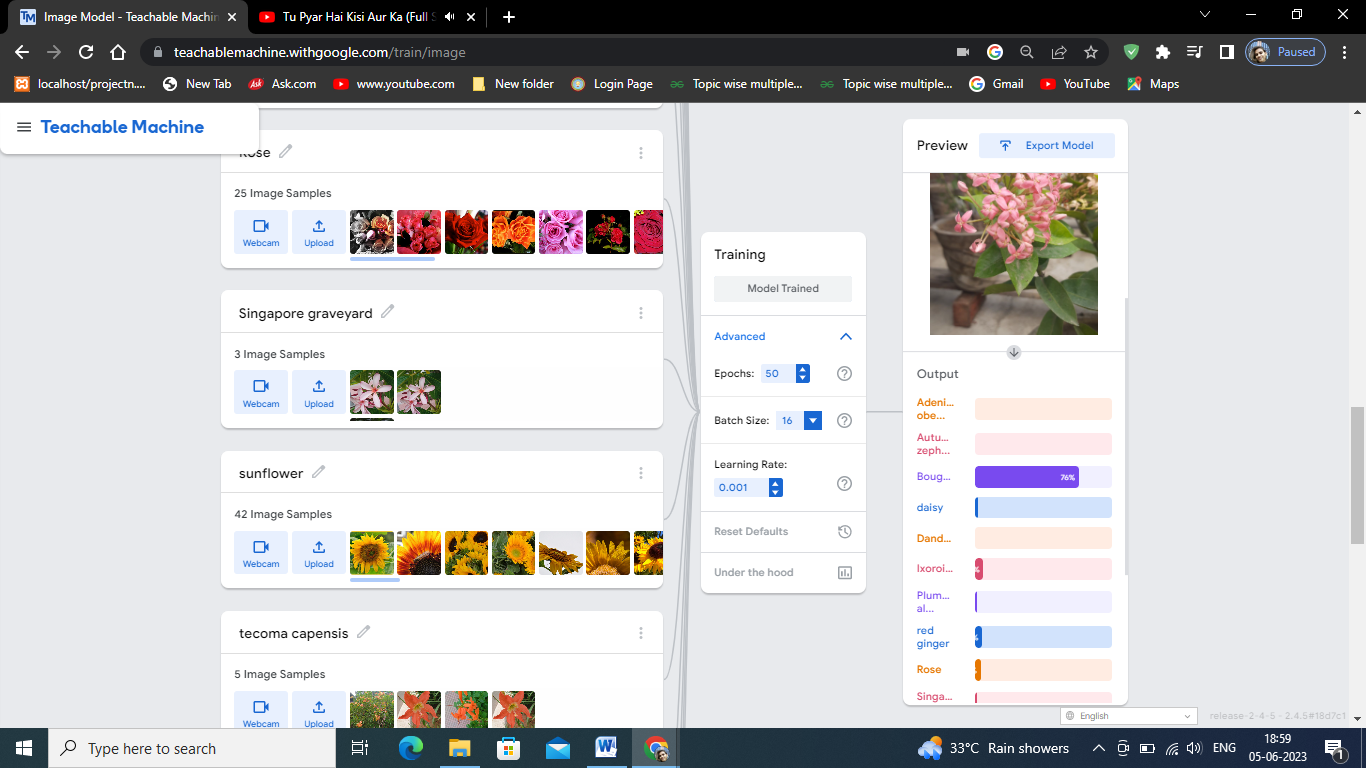 Image Model - Teachable Machin
Tu Pyar Hai Kisi Aur Ka (Full S
teachablemachine.withgoogle.com/train/image
Paused
localhost/projectn...
New Tab
Ask
Ask.com
www.youtube.com
New folder
Login Page
Topic wise multiple...
Topic wise multiple...
Gmail
YouTube
Maps
Teachable Machine
Rose
25 Image Samples
Webcam
Upload
Singapore graveyard
3 Image Samples
Webcam
Upload
sunflower
42 Image Samples
Webcam
Upload
tecoma capensis
5 Image Samples
Webcam
Upload
Training
Model Trained
Advanced
Epochs: 50
Batch Size: 16
Learning Rate:
0.001
Reset Defaults
Under the hood
Preview
Export Model
Output
Adeni...
obe...
Autu...
zeph...
Boug...
76%
daisy
Dand...
Ixoroi...
Plum...
al...
red
ginger
Rose
Singa...
English
release-2-4-5 - 2.4.5#18d7c1
Type here to search
33°C Rain showers
ENG
18:59
05-06-2023
1